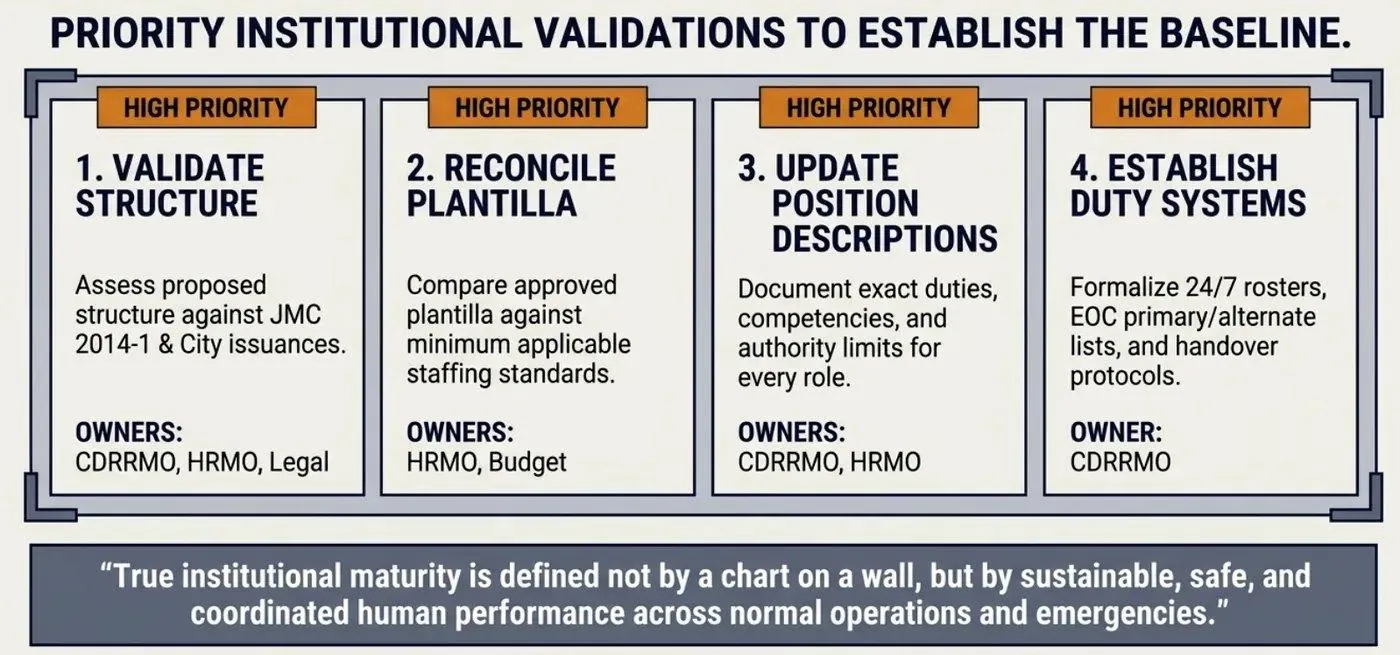 PRIORITY INSTITUTIONAL VALIDATIONS TO ESTABLISH THE BASELINE.
HIGH PRIORITY
1. VALIDATE
STRUCTURE
Assess proposed
structure against JMC
2014-1 & City issuances.
OWNERS:
CDRRMO, HRMO, Legal
HIGH PRIORITY
2. RECONCILE
PLANTILLA
Compare approved
plantilla against
minimum applicable
staffing standards.
OWNERS:
HRMO, Budget
HIGH PRIORITY
3. UPDATE
POSITION
DESCRIPTIONS
Document exact duties,
competencies, and
authority limits for
every role.
OWNERS:
CDRRMO, HRMO
HIGH PRIORITY
4. ESTABLISH
DUTY SYSTEMS
Formalize 24/7 rosters,
EOC primary/alternate
lists, and handover
protocols.
OWNER:
CDRRMO
“True institutional maturity is defined not by a chart on a wall, but by sustainable, safe, and
coordinated human performance across normal operations and emergencies.”